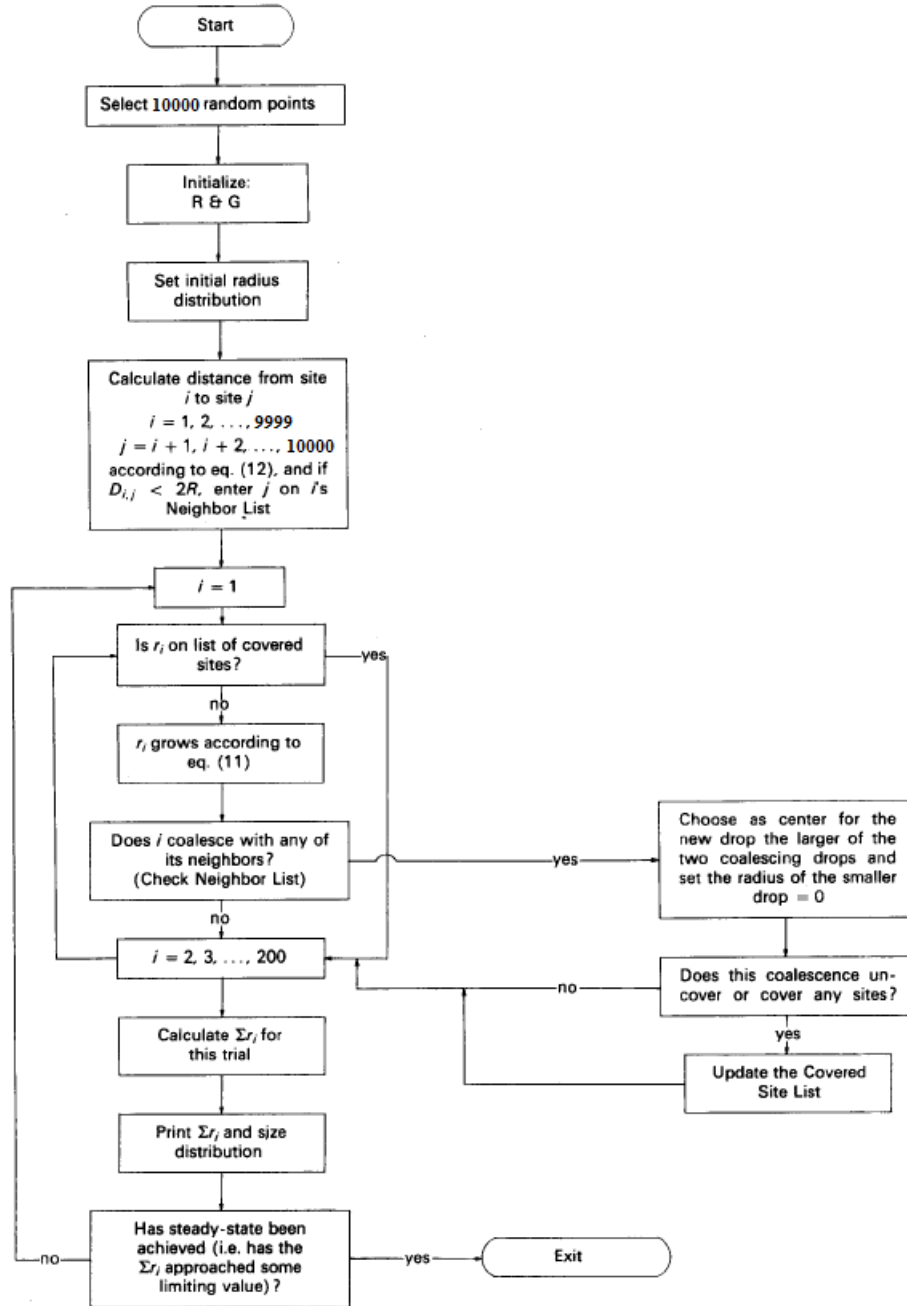 Start
Select 10000 random points
Initialize:
R & G
Set initial radius
distribution
Calculate distance from site
i to site j
i = 1, 2, ..., 9999
j = i + 1, i + 2, ..., 10000
according to eq. (12), and if
D_{i,j} < 2R, enter j on i's
Neighbor List
i = 1
Is r_i on list of covered
sites?
yes
no
r_i grows according to
eq. (11)
Does i coalesce with any of
its neighbors?
(Check Neighbor List)
yes
Choose as center for the
new drop the larger of the
two coalescing drops and
set the radius of the smaller
drop = 0
no
i = 2, 3, ..., 200
Does this coalescence un-
cover or cover any sites?
no
yes
Update the Covered
Site List
Calculate Σr_i for
this trial
Print Σr_i and size
distribution
Has steady-state been
achieved (i.e. has the
Σr_i approached some
limiting value)?
no
yes
Exit